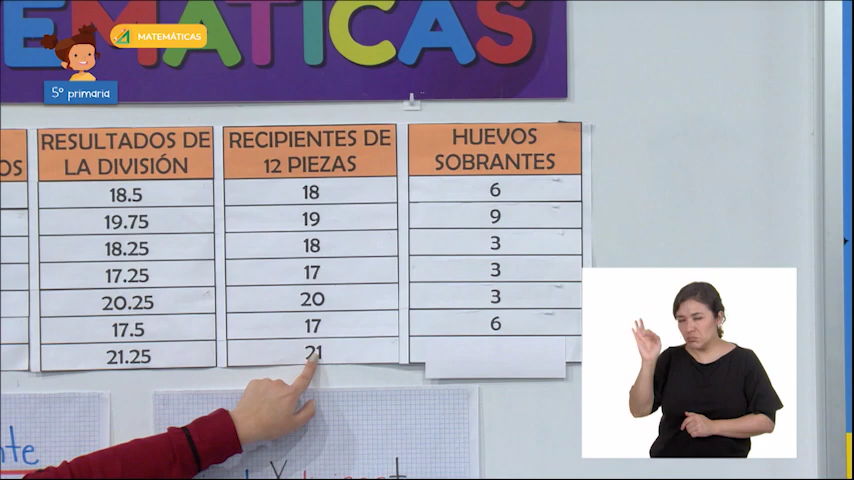 EMÁTICAS
MATEMÁTICAS
5º primaria
OS
RESULTADOS DE
LA DIVISIÓN
RECIPIENTES DE
12 PIEZAS
HUEVOS
SOBRANTES
18.5 18 6
19.75 19 9
18.25 18 3
17.25 17 3
20.25 20 3
17.5 17 6
21.25 21
nte